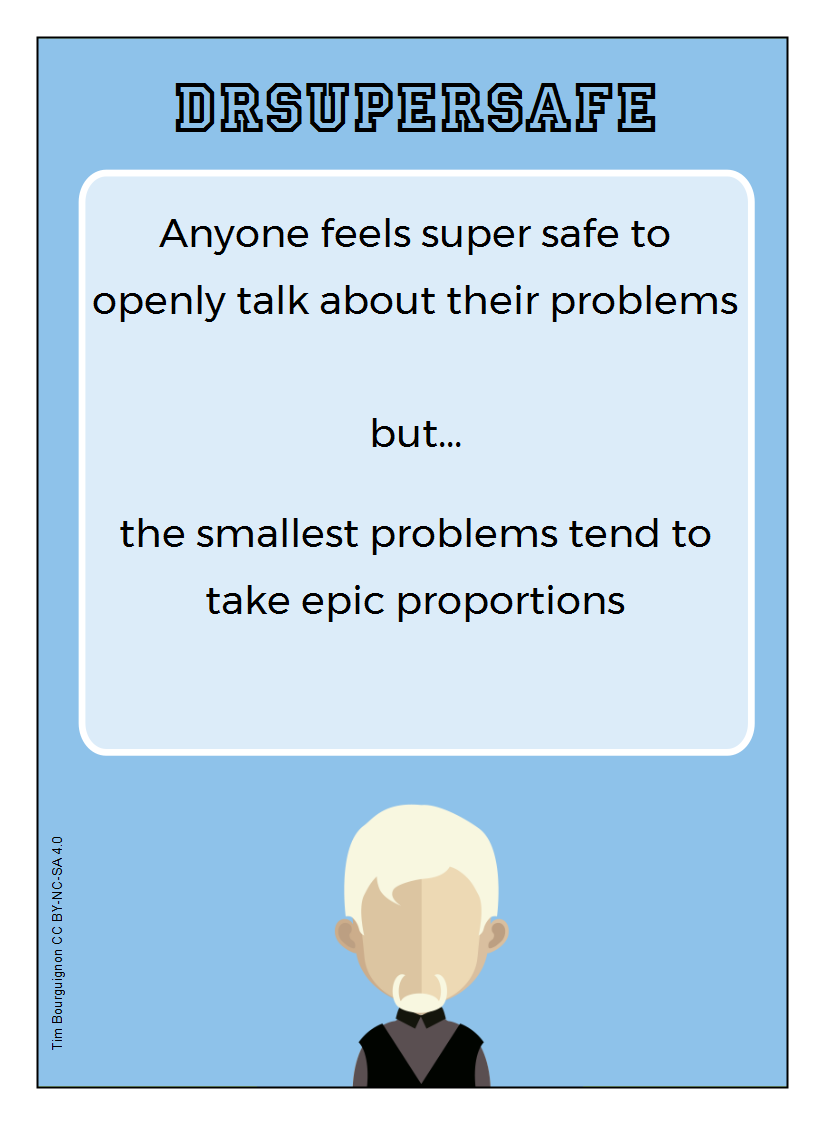 DRSUPERSAFE
Anyone feels super safe to
openly talk about their problems
but...
the smallest problems tend to
take epic proportions
Tim Bourguignon CC BY-NC-SA 4.0